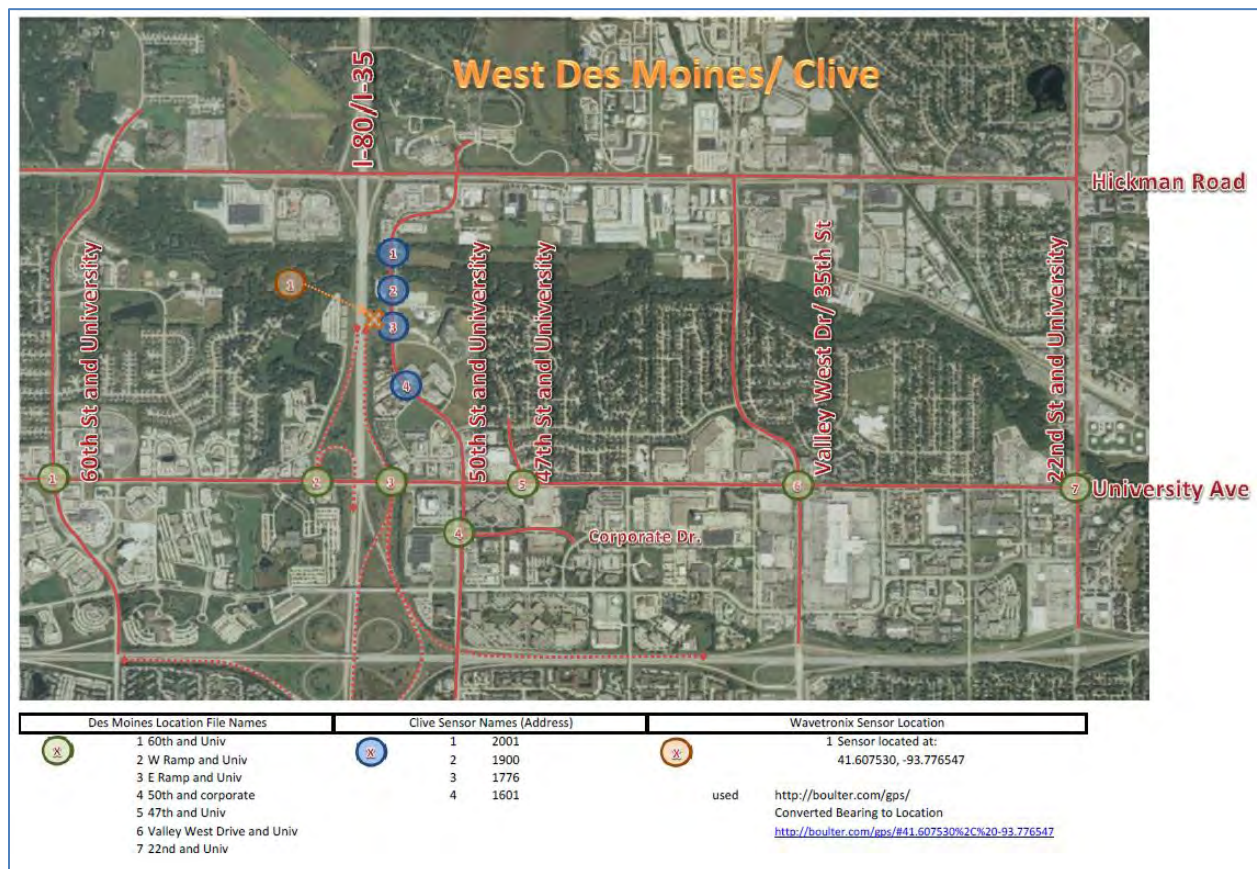 West Des Moines/ Clive
I-80/I-35
Hickman Road
60th St and University
50th St and University
47th St and University
Valley West Dr/ 35th St
22nd St and University
1
1
2
3
4
1
2
3
5
6
7
University Ave
4
Corporate Dr.
Des Moines Location File Names
X
1 60th and Univ
2 W Ramp and Univ
3 E Ramp and Univ
4 50th and corporate
5 47th and Univ
6 Valley West Drive and Univ
7 22nd and Univ
Clive Sensor Names (Address)
X
1 2001
2 1900
3 1776
4 1601
Wavetronix Sensor Location
X
1 Sensor located at:
41.607530, -93.776547
used http://boulter.com/gps/
Converted Bearing to Location
http://boulter.com/gps/#41.607530%2C%20-93.776547